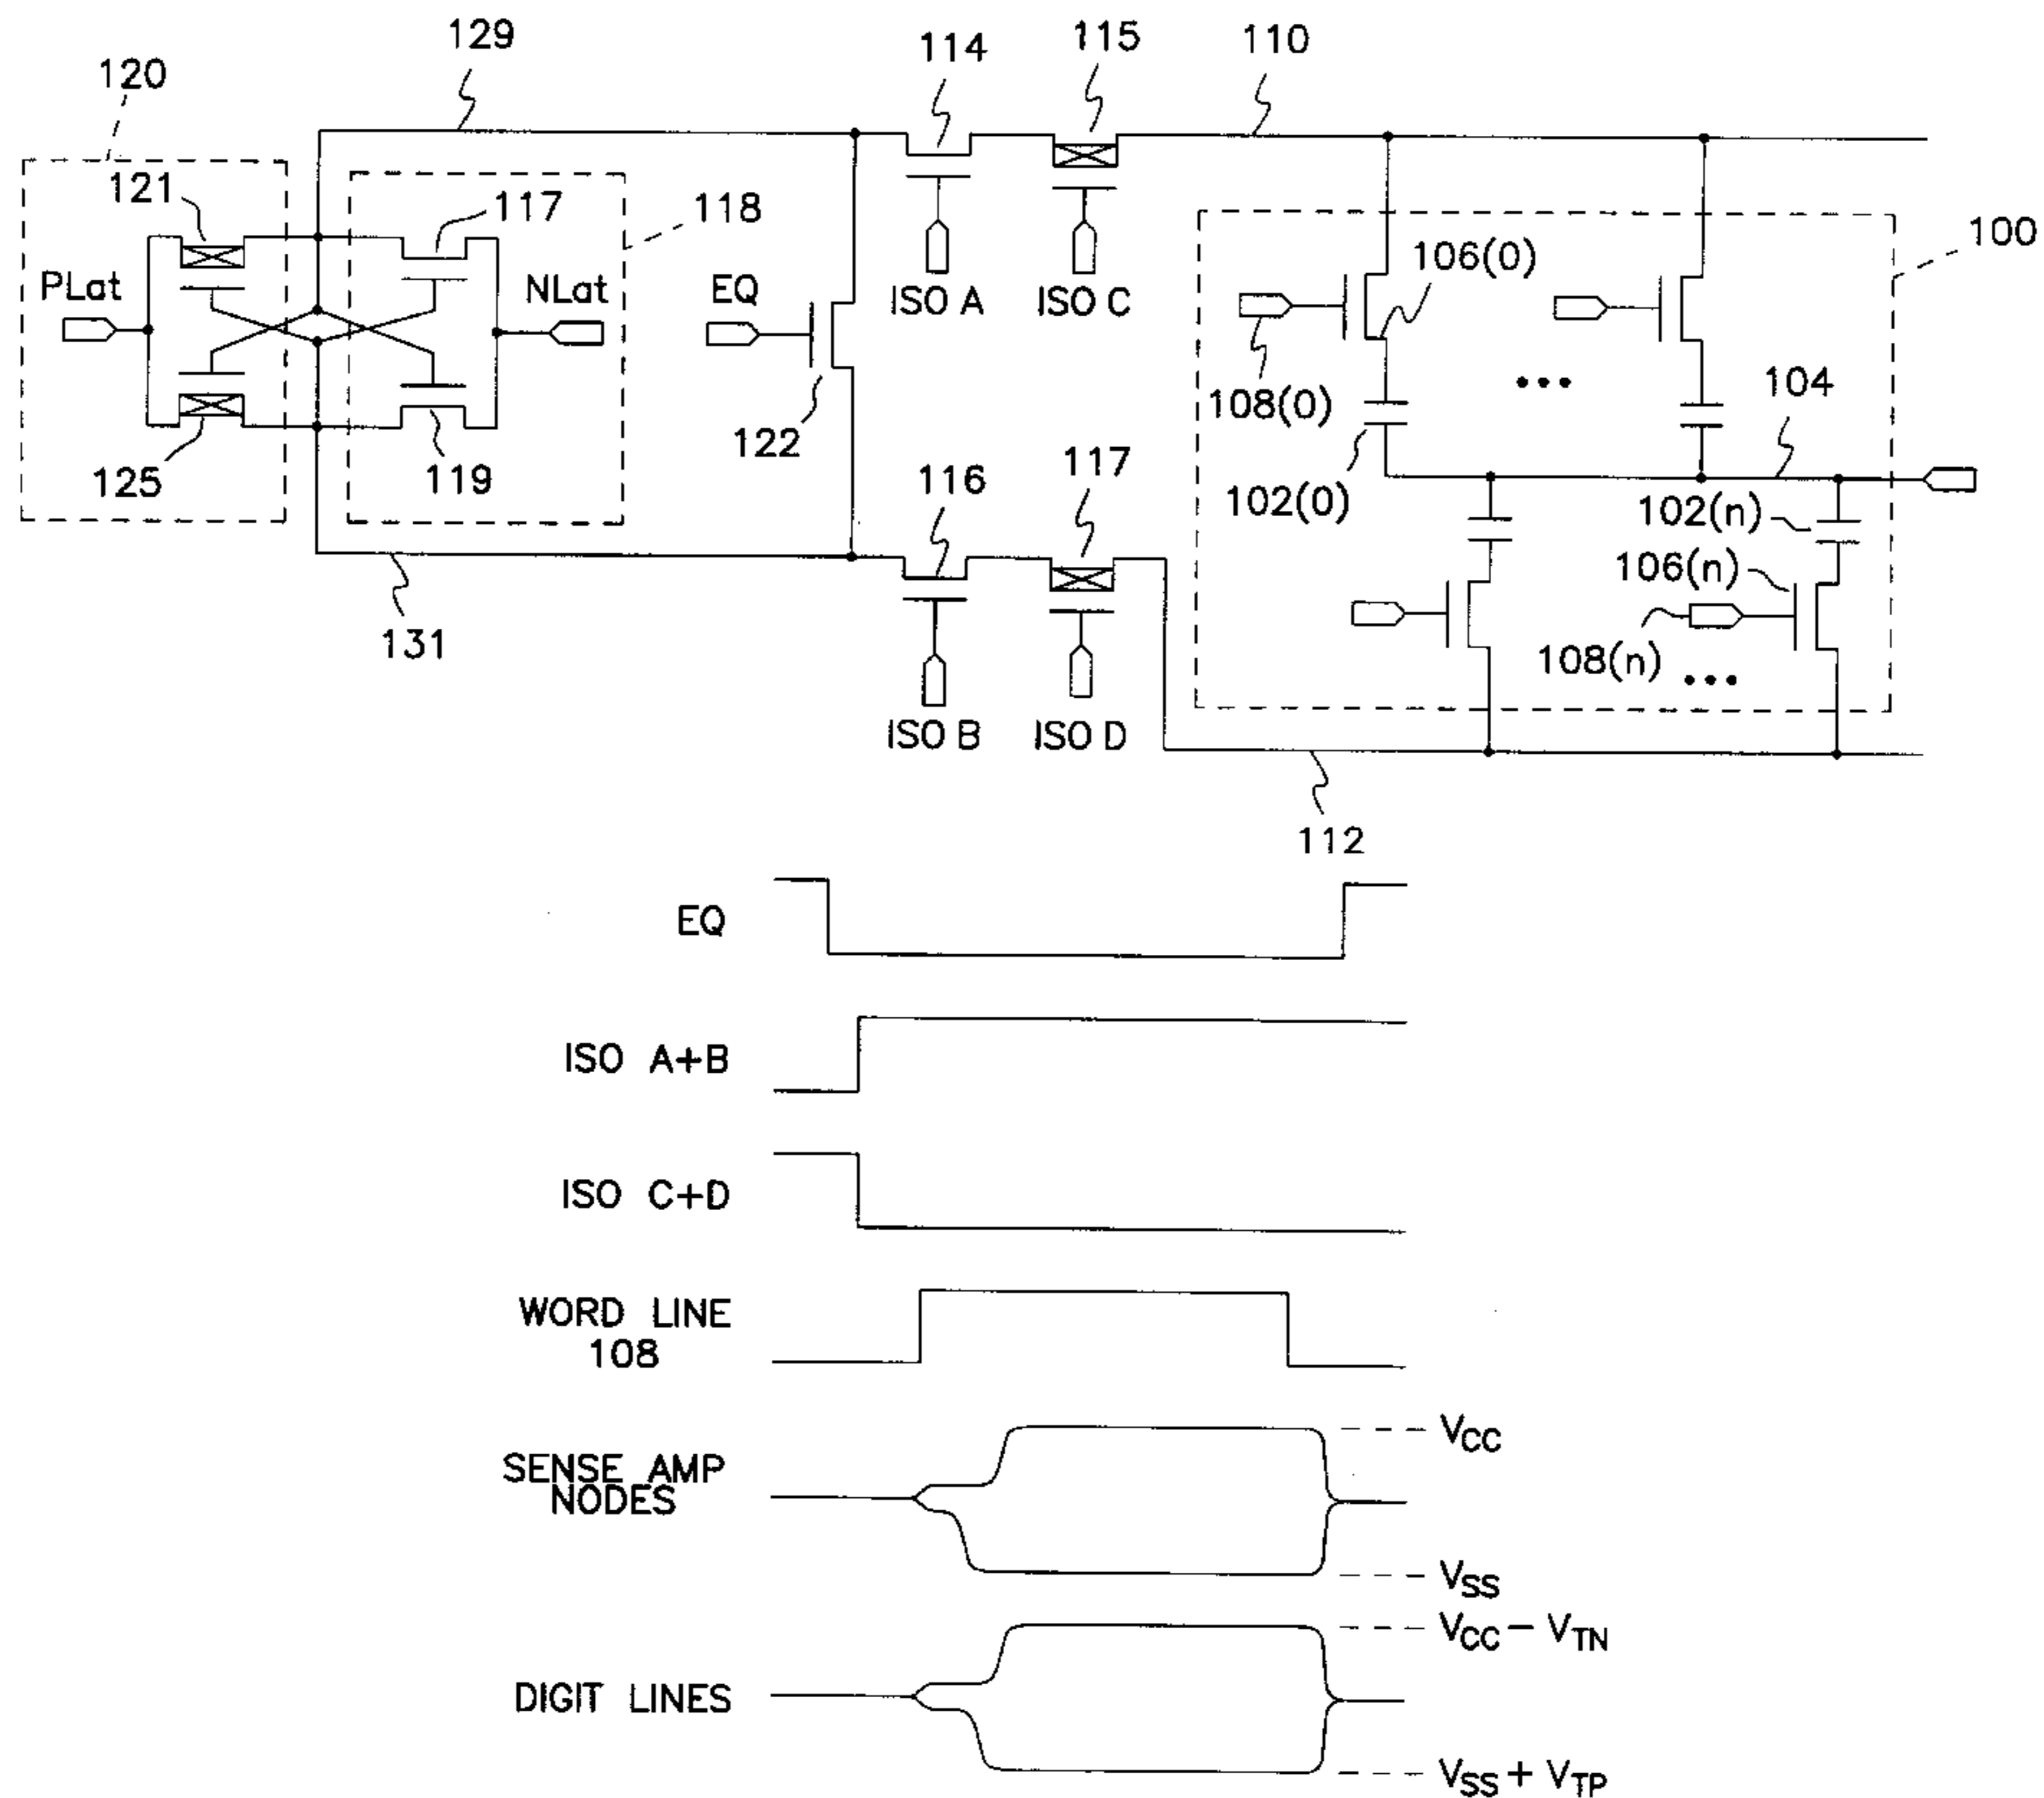 129
114
115
110
120
121
117
118
100
PLat
NLat
EQ
ISO A
ISO C
106(0)
108(0)
104
125
119
122
116
117
102(0)
102(n)
106(n)
131
108(n)
ISO B
ISO D
112
EQ
ISO A+B
ISO C+D
WORD LINE
108
VCC
SENSE AMP
NODES
VSS
VCC - VTN
DIGIT LINES
VSS + VTP